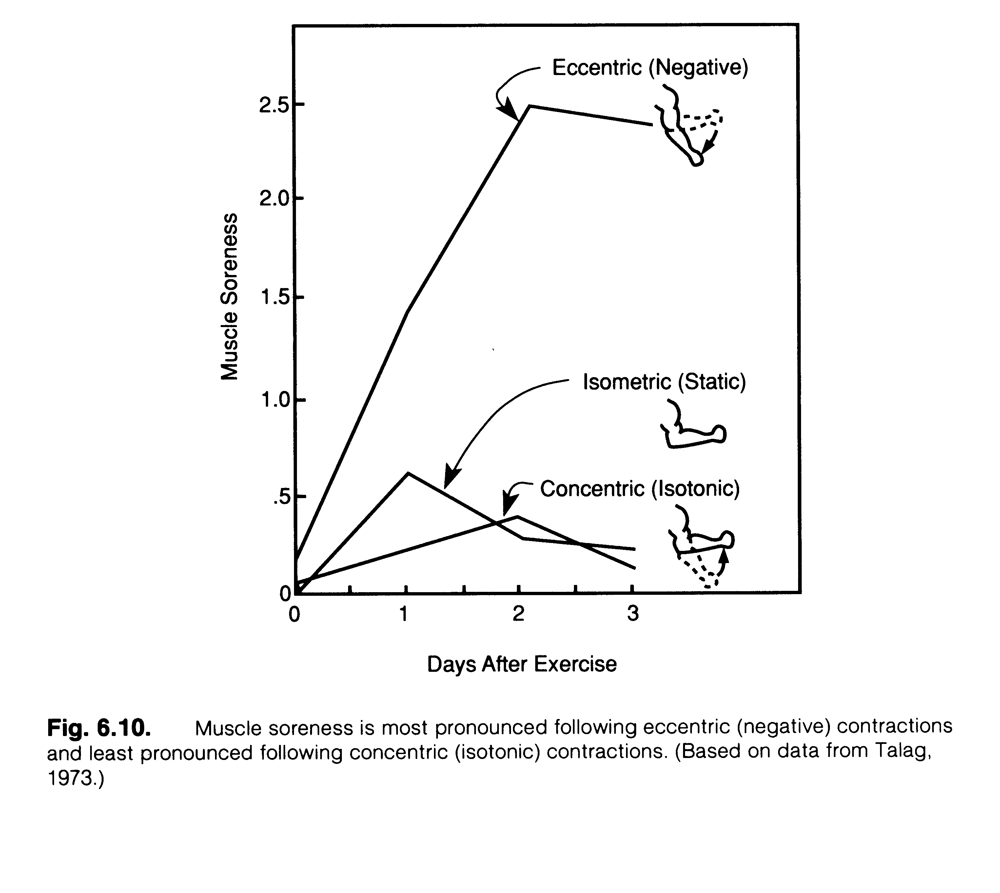 Eccentric (Negative)
2.5
2.0
Muscle Soreness
1.5
Isometric (Static)
1.0
Concentric (Isotonic)
.5
0
0 1 2 3
Days After Exercise
Fig. 6.10. Muscle soreness is most pronounced following eccentric (negative) contractions
and least pronounced following concentric (isotonic) contractions. (Based on data from Talag,
1973.)